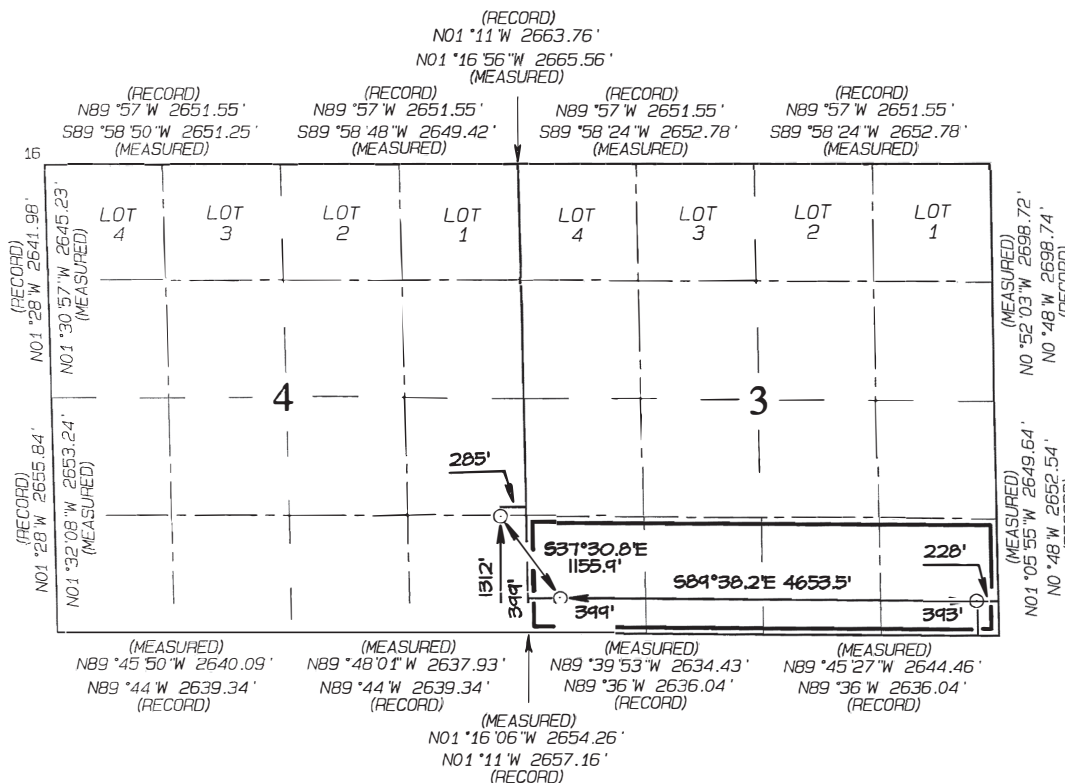 (RECORD)
N01°11'W 2663.76'
N01°16'56"W 2665.56'
(MEASURED)
(RECORD)
N89°57'W 2651.55'
S89°58'50"W 2651.25'
(MEASURED)
(RECORD)
N89°57'W 2651.55'
S89°58'48"W 2649.42'
(MEASURED)
(RECORD)
N89°57'W 2651.55'
S89°58'24"W 2652.78'
(MEASURED)
(RECORD)
N89°57'W 2651.55'
S89°58'24"W 2652.78'
(MEASURED)
16
LOT
4
LOT
3
LOT
2
LOT
1
LOT
4
LOT
3
LOT
2
LOT
1
(RECORD)
N01°28'W 2641.98'
N01°30'57"W 2645.23'
(MEASURED)
(MEASURED)
N0°52'03"W 2698.72'
N0°48'W 2698.74'
(RECORD)
4
3
(RECORD)
N01°28'W 2655.84'
N01°32'08"W 2653.24'
(MEASURED)
285'
S37°30.8'E
1155.9'
1312'
399'
399'
S89°38.2'E 4653.5'
228'
393'
(MEASURED)
N01°05'55"W 2649.64'
N0°48'W 2652.54'
(MEASURED)
N89°45'50"W 2640.09'
N89°44'W 2639.34'
(RECORD)
(MEASURED)
N89°48'01"W 2637.93'
N89°44'W 2639.34'
(RECORD)
(MEASURED)
N89°39'53"W 2634.43'
N89°36'W 2636.04'
(RECORD)
(MEASURED)
N89°45'27"W 2644.46'
N89°36'W 2636.04'
(RECORD)
(MEASURED)
N01°16'06"W 2654.26'
N01°11'W 2657.16'
(RECORD)